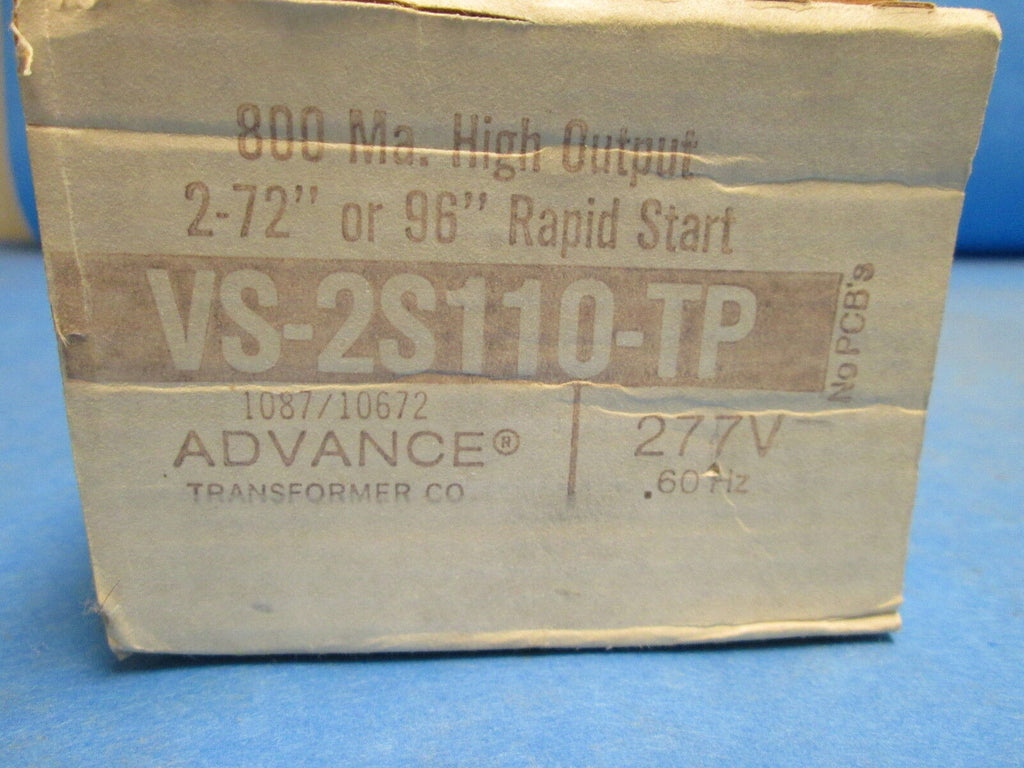 800 Ma. High Output
2-72" or 96" Rapid Start
VS-2S110-TP
No PCB's
1087/10672
ADVANCE®
TRANSFORMER CO.
277V
60 Hz